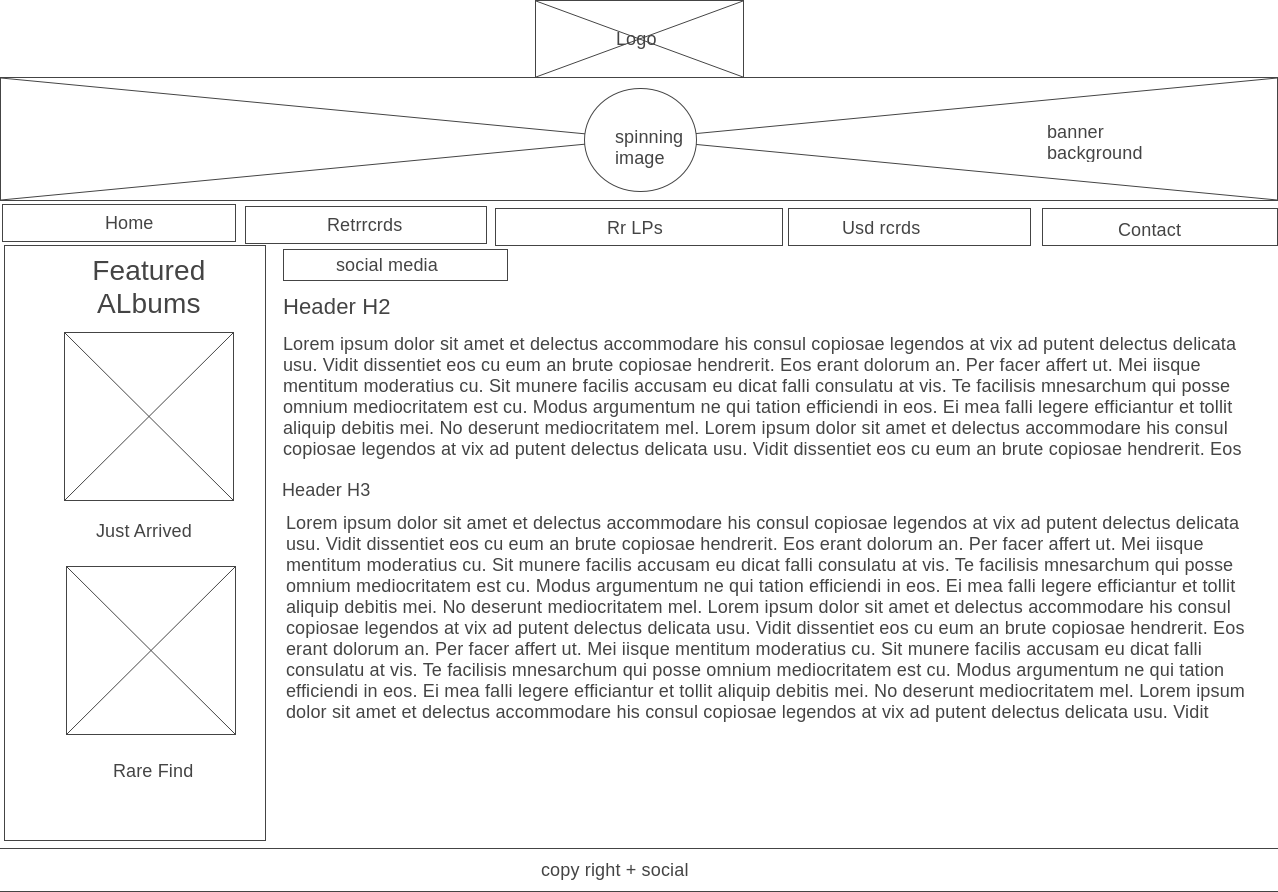 Logo
spinning
image
banner
background
Home
Retrrcrds
Rr LPs
Usd rcrds
Contact
Featured
ALbums
Just Arrived
Rare Find
social media
Header H2
Lorem ipsum dolor sit amet et delectus accommodare his consul copiosae legendos at vix ad putent delectus delicata
usu. Vidit dissentiet eos cu eum an brute copiosae hendrerit. Eos erant dolorum an. Per facer affert ut. Mei iisque
mentitum moderatius cu. Sit munere facilis accusam eu dicat falli consulatu at vis. Te facilisis mnesarchum qui posse
omnium mediocritatem est cu. Modus argumentum ne qui tation efficiendi in eos. Ei mea falli legere efficiantur et tollit
aliquip debitis mei. No deserunt mediocritatem mel. Lorem ipsum dolor sit amet et delectus accommodare his consul
copiosae legendos at vix ad putent delectus delicata usu. Vidit dissentiet eos cu eum an brute copiosae hendrerit. Eos
Header H3
Lorem ipsum dolor sit amet et delectus accommodare his consul copiosae legendos at vix ad putent delectus delicata
usu. Vidit dissentiet eos cu eum an brute copiosae hendrerit. Eos erant dolorum an. Per facer affert ut. Mei iisque
mentitum moderatius cu. Sit munere facilis accusam eu dicat falli consulatu at vis. Te facilisis mnesarchum qui posse
omnium mediocritatem est cu. Modus argumentum ne qui tation efficiendi in eos. Ei mea falli legere efficiantur et tollit
aliquip debitis mei. No deserunt mediocritatem mel. Lorem ipsum dolor sit amet et delectus accommodare his consul
copiosae legendos at vix ad putent delectus delicata usu. Vidit dissentiet eos cu eum an brute copiosae hendrerit. Eos
erant dolorum an. Per facer affert ut. Mei iisque mentitum moderatius cu. Sit munere facilis accusam eu dicat falli
consulatu at vis. Te facilisis mnesarchum qui posse omnium mediocritatem est cu. Modus argumentum ne qui tation
efficiendi in eos. Ei mea falli legere efficiantur et tollit aliquip debitis mei. No deserunt mediocritatem mel. Lorem ipsum
dolor sit amet et delectus accommodare his consul copiosae legendos at vix ad putent delectus delicata usu. Vidit
copy right + social